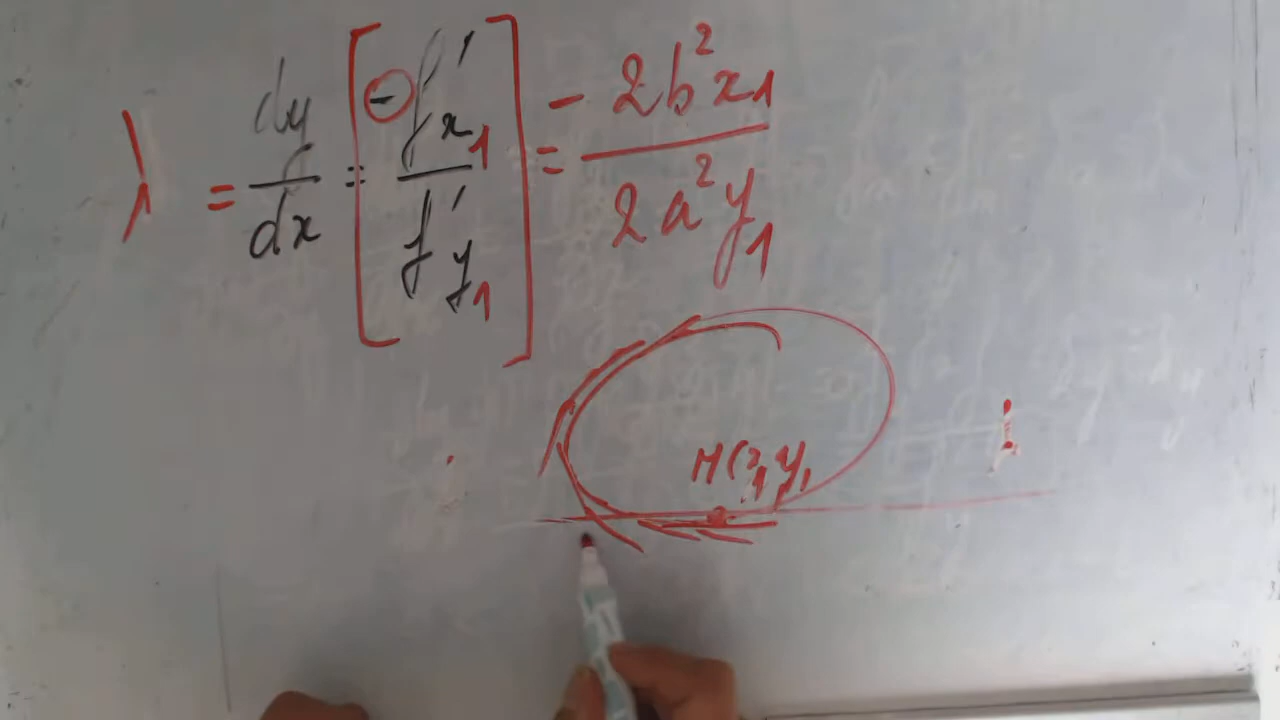 λ = dy/dx = [ -f'x₁ / f'y₁ ] = - 2b²x₁ / 2a²y₁
M(x₁, y₁